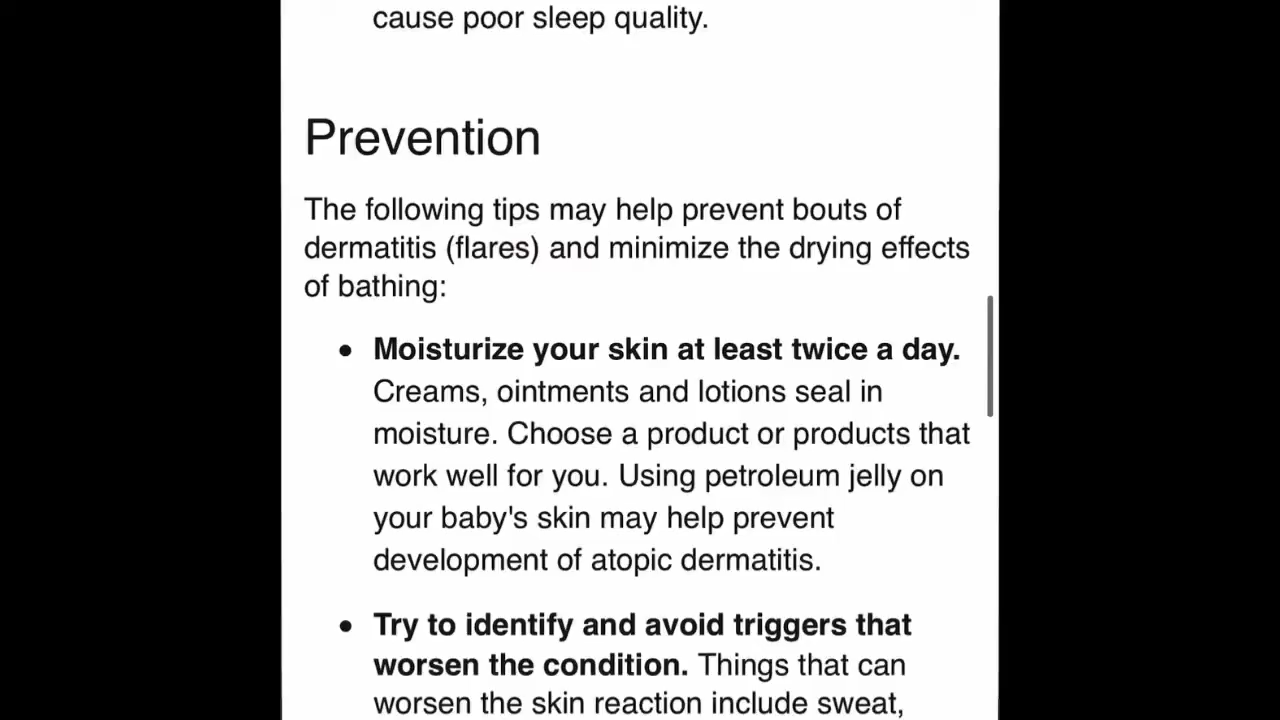 cause poor sleep quality.
Prevention
The following tips may help prevent bouts of
dermatitis (flares) and minimize the drying effects
of bathing:
• Moisturize your skin at least twice a day.
Creams, ointments and lotions seal in
moisture. Choose a product or products that
work well for you. Using petroleum jelly on
your baby's skin may help prevent
development of atopic dermatitis.
• Try to identify and avoid triggers that
worsen the condition. Things that can
worsen the skin reaction include sweat,